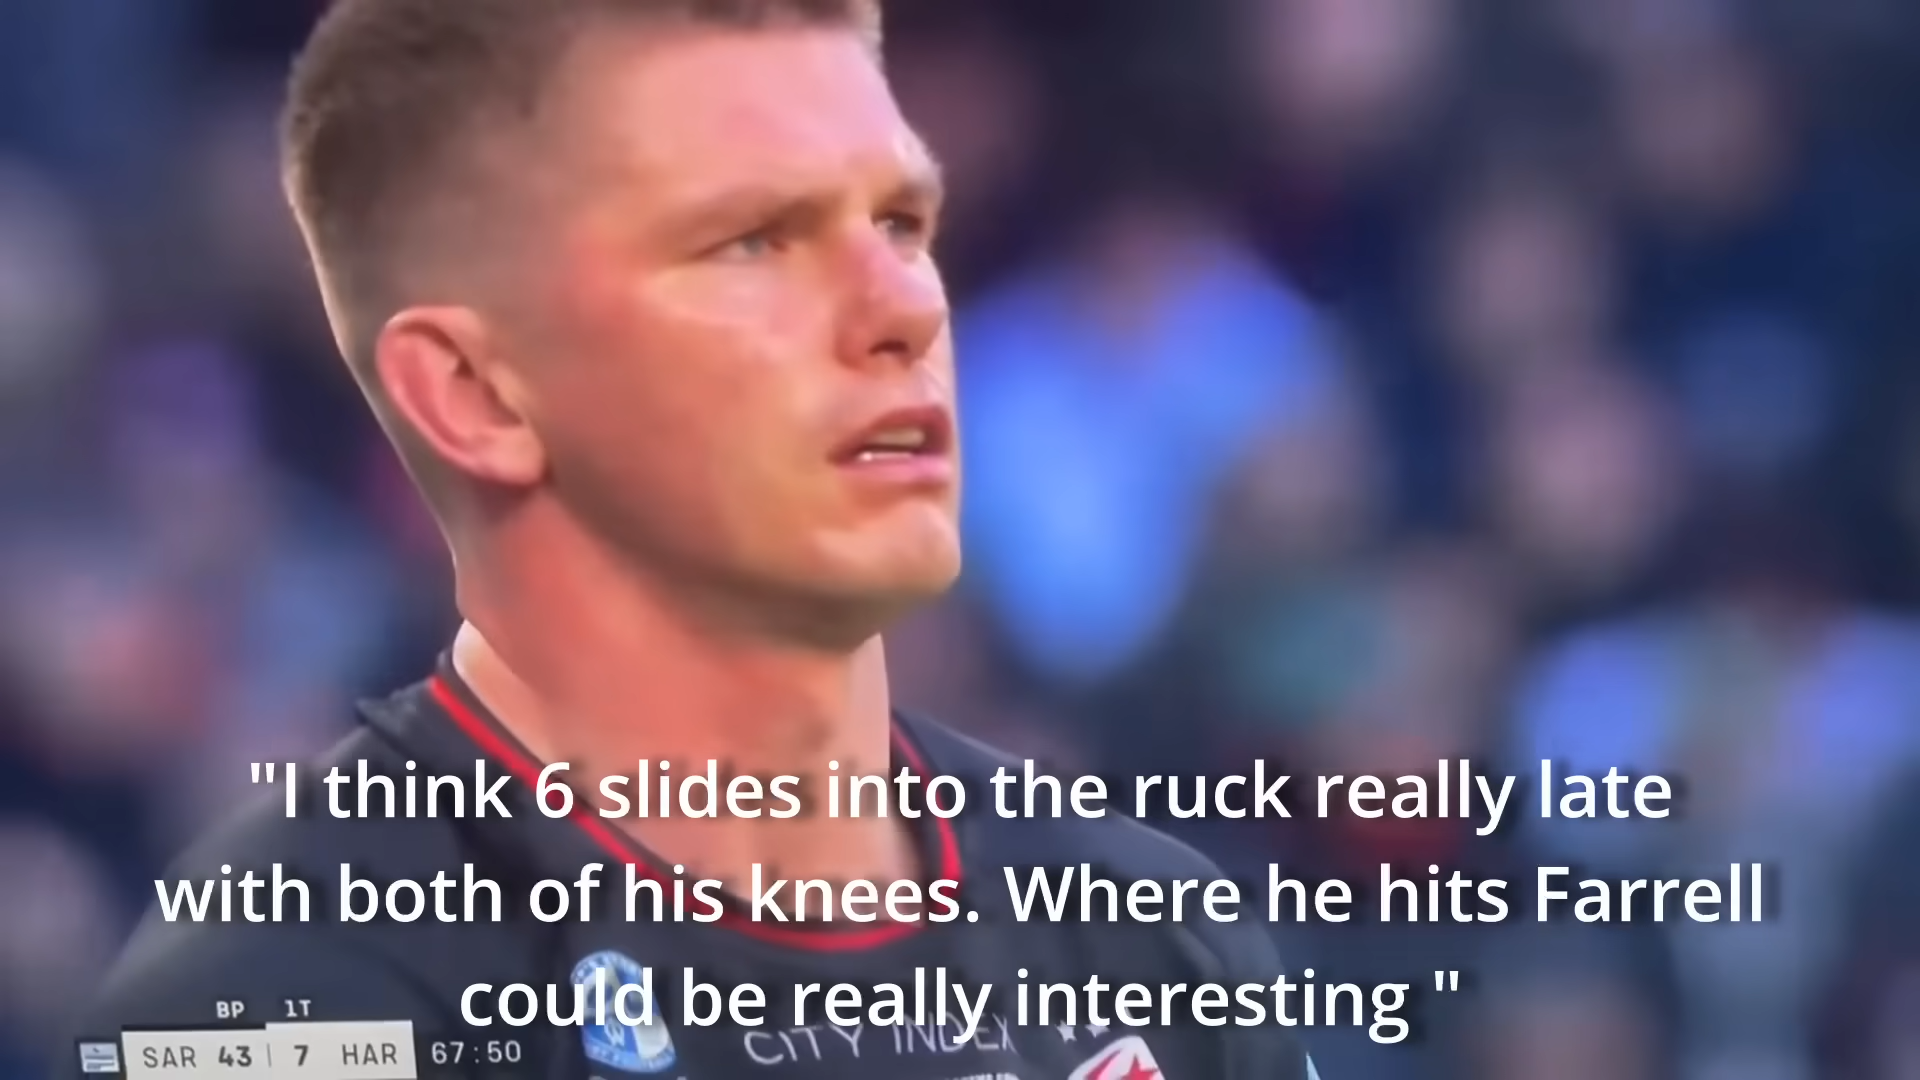 "I think 6 slides into the ruck really late
with both of his knees. Where he hits Farrell
could be really interesting "
BP 1T
SAR 43 7 HAR 67:50
CITY INDEX